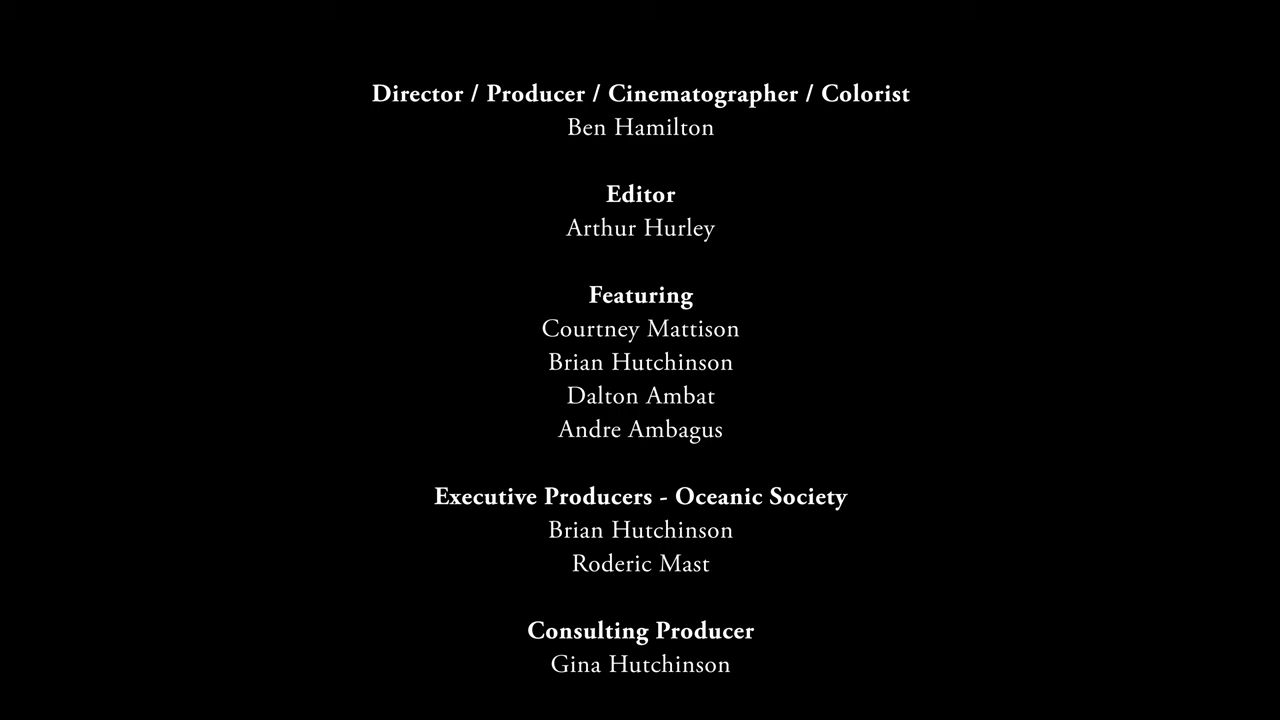 Director / Producer / Cinematographer / Colorist
Ben Hamilton
Editor
Arthur Hurley
Featuring
Courtney Mattison
Brian Hutchinson
Dalton Ambat
Andre Ambagus
Executive Producers - Oceanic Society
Brian Hutchinson
Roderic Mast
Consulting Producer
Gina Hutchinson